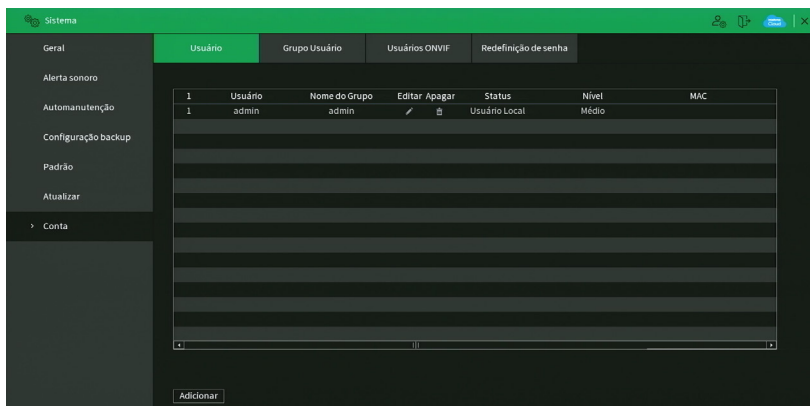 Sistema
Geral
Alerta sonoro
Automanutenção
Configuração backup
Padrão
Atualizar
> Conta
Usuário Grupo Usuário Usuários ONVIF Redefinição de senha
1 Usuário Nome do Grupo Editar Apagar Status Nível MAC
1 admin admin Usuário Local Médio
Adicionar